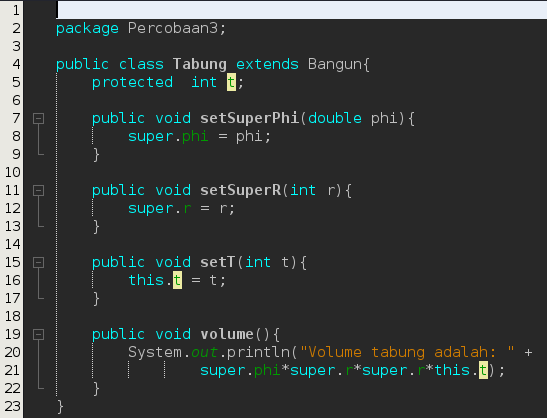 1
2 package Percobaan3;
3
4 public class Tabung extends Bangun{
5 protected  int t;
6
7 public void setSuperPhi(double phi){
8 super.phi = phi;
9 }
10
11 public void setSuperR(int r){
12 super.r = r;
13 }
14
15 public void setT(int t){
16 this.t = t;
17 }
18
19 public void volume(){
20 System.out.println("Volume tabung adalah: " +
21 super.phi*super.r*super.r*this.t);
22 }
23 }